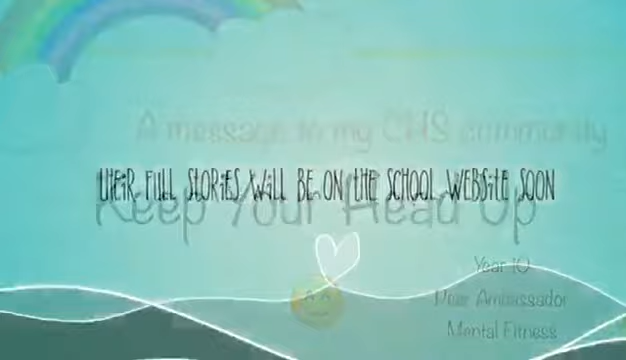 A message to my CHS community
THEIR FULL STORIES WILL BE ON THE SCHOOL WEBSITE SOON
Keep Your Head Up
Year 10
Ambassador
Mental Fitness